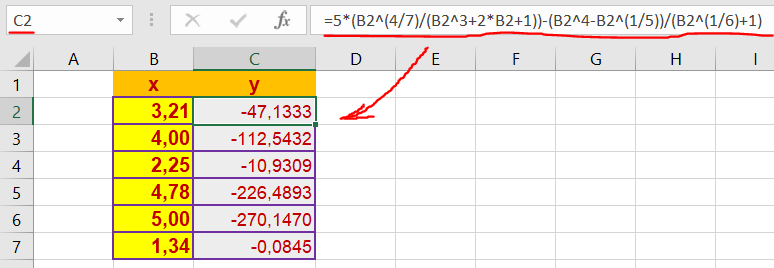 C2 fx =5*(B2^(4/7)/(B2^3+2*B2+1))-(B2^4-B2^(1/5))/(B2^(1/6)+1)
A B C D E F G H I
1 x y
2 3,21 -47,1333
3 4,00 -112,5432
4 2,25 -10,9309
5 4,78 -226,4893
6 5,00 -270,1470
7 1,34 -0,0845